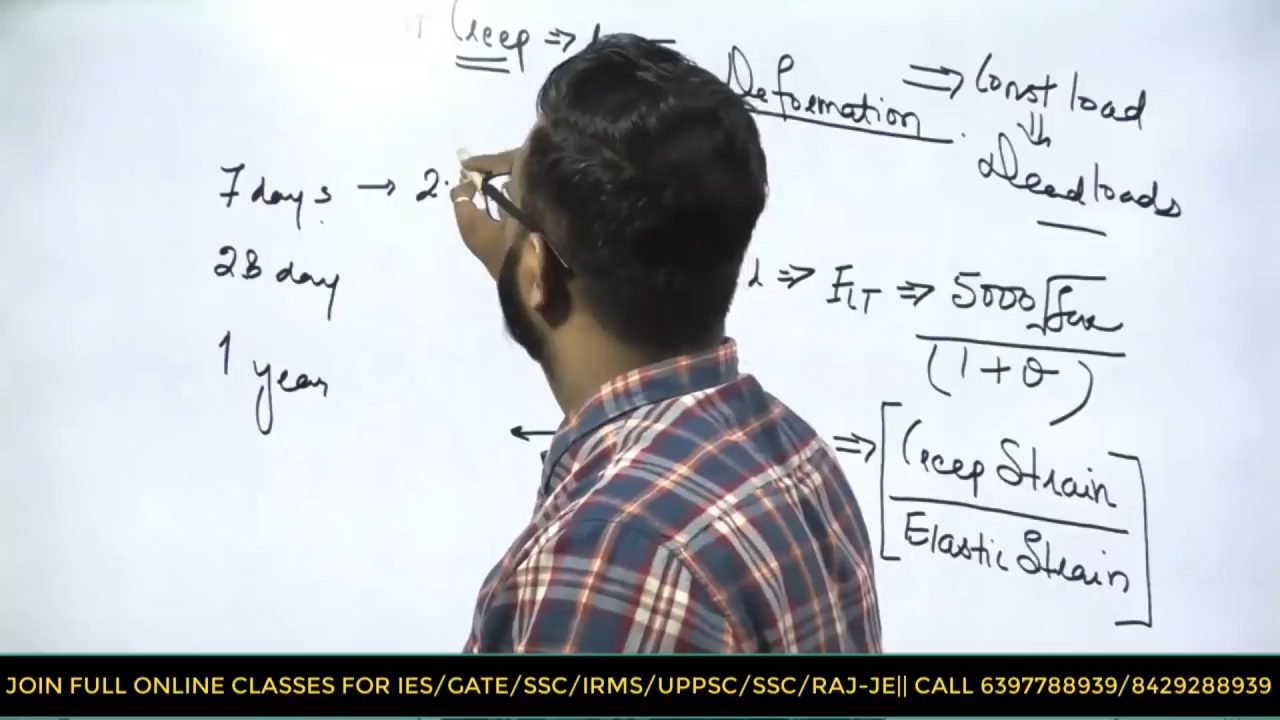 Creep ⇒
Deformation ⇒ Const load
⇓
Dead loads
7 days → 2.
28 day
1 year
⇒ ELT ⇒ 5000√fck
(1+θ)
⇒ [Creep Strain
Elastic Strain]
JOIN FULL ONLINE CLASSES FOR IES/GATE/SSC/IRMS/UPPSC/SSC/RAJ-JE|| CALL 6397788939/8429288939